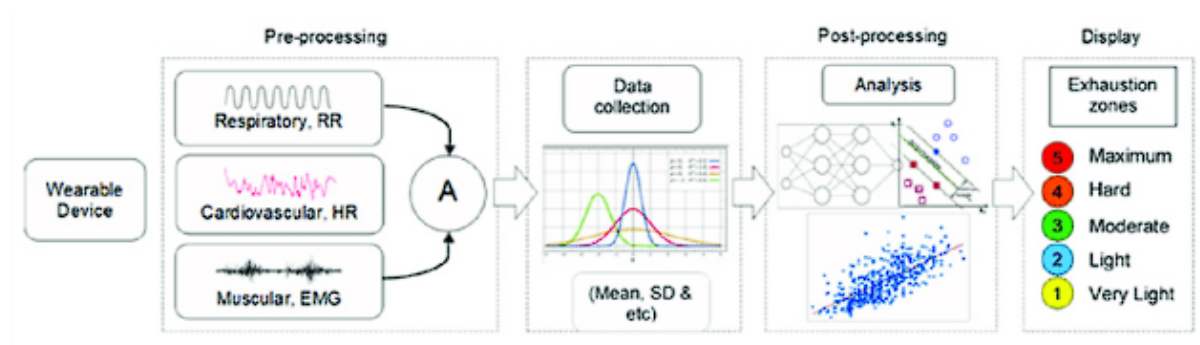 Pre-processing
Post-processing
Display
Wearable
Device
Respiratory, RR
Cardiovascular, HR
Muscular, EMG
A
Data
collection
(Mean, SD &
etc)
Analysis
Exhaustion
zones
5 Maximum
4 Hard
3 Moderate
2 Light
1 Very Light